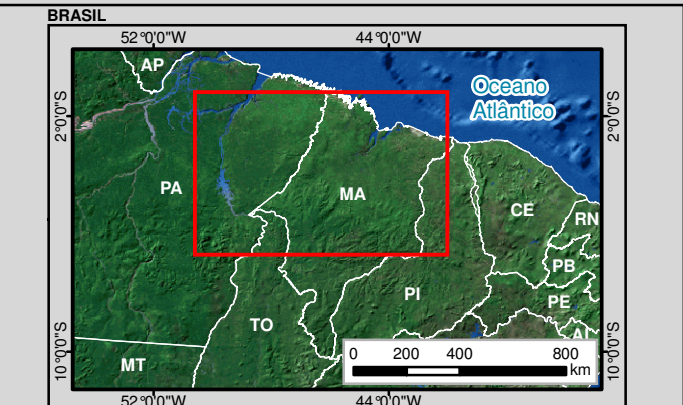 BRASIL
52°0'0"W 44°0'0"W
AP
Oceano
Atlântico
2°0'0"S 2°0'0"S
PA
MA
CE
RN
PB
PI
PE
TO
AL
MT
10°0'0"S 10°0'0"S
0 200 400 800
km
52°0'0"W 44°0'0"W